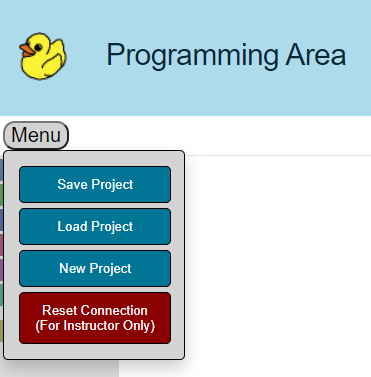 Programming Area
Menu
Save Project
Load Project
New Project
Reset Connection
(For Instructor Only)